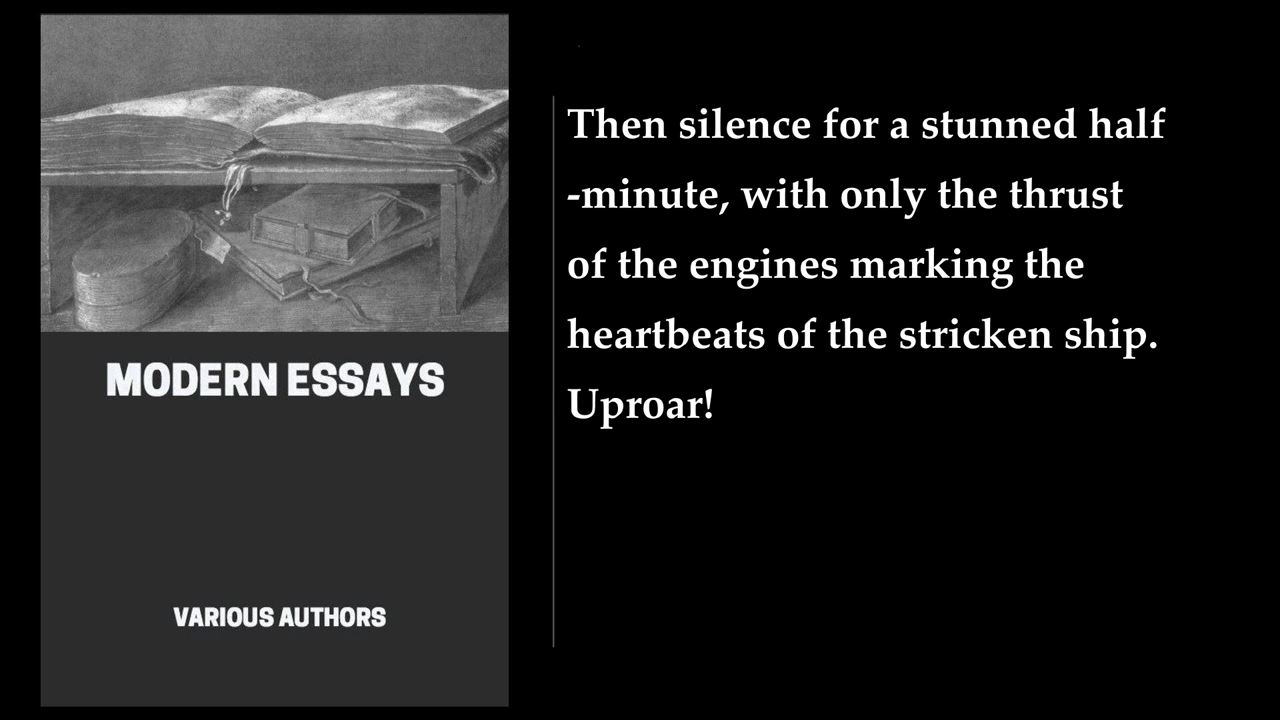 MODERN ESSAYS
VARIOUS AUTHORS
Then silence for a stunned half
-minute, with only the thrust
of the engines marking the
heartbeats of the stricken ship.
Uproar!